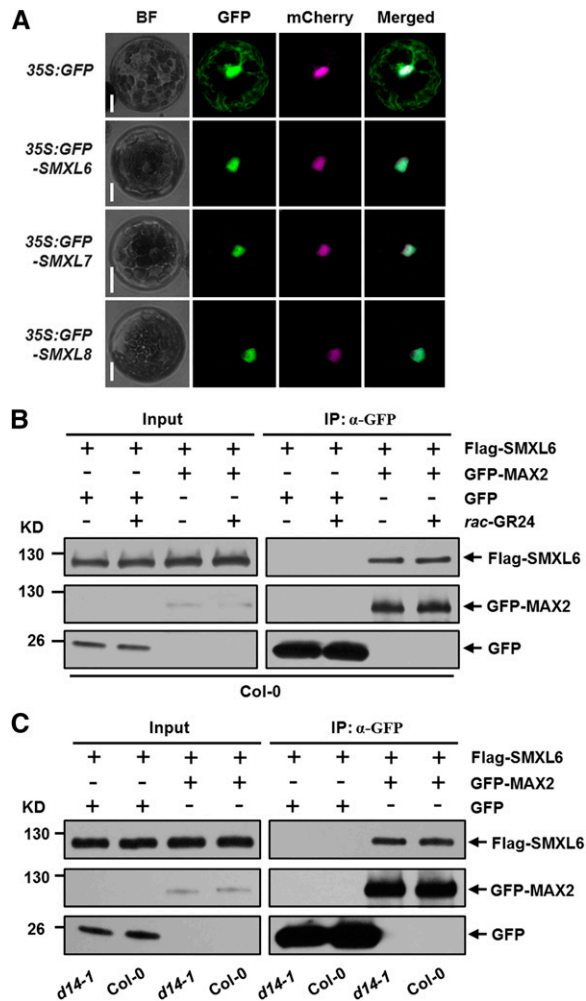 A
BF GFP mCherry Merged
35S:GFP
35S:GFP
-SMXL6
35S:GFP
-SMXL7
35S:GFP
-SMXL8
B
Input IP: α-GFP
+ + + + + + + + Flag-SMXL6
- - + + - - + + GFP-MAX2
+ + - - + + - - GFP
KD - + - + - + - + rac-GR24
130 Flag-SMXL6
130 GFP-MAX2
26 GFP
Col-0
C
Input IP: α-GFP
+ + + + + + + + Flag-SMXL6
- - + + - - + + GFP-MAX2
KD + + - - + + - - GFP
130 Flag-SMXL6
130 GFP-MAX2
26 GFP
d14-1 Col-0 d14-1 Col-0 d14-1 Col-0 d14-1 Col-0